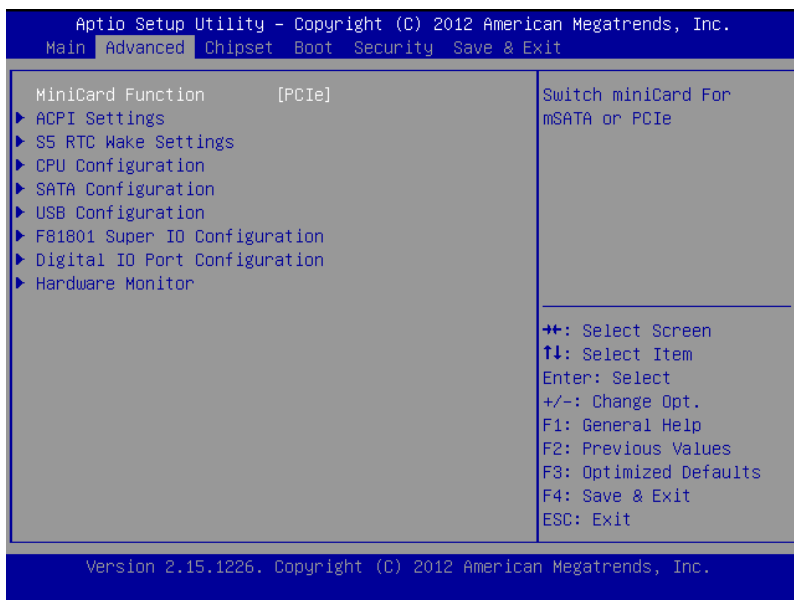 Aptio Setup Utility – Copyright (C) 2012 American Megatrends, Inc.
Main Advanced Chipset Boot Security Save & Exit
MiniCard Function [PCIe]
▶ ACPI Settings
▶ S5 RTC Wake Settings
▶ CPU Configuration
▶ SATA Configuration
▶ USB Configuration
▶ F81801 Super IO Configuration
▶ Digital IO Port Configuration
▶ Hardware Monitor
Switch miniCard For
mSATA or PCIe
→←: Select Screen
↑↓: Select Item
Enter: Select
+/-: Change Opt.
F1: General Help
F2: Previous Values
F3: Optimized Defaults
F4: Save & Exit
ESC: Exit
Version 2.15.1226. Copyright (C) 2012 American Megatrends, Inc.